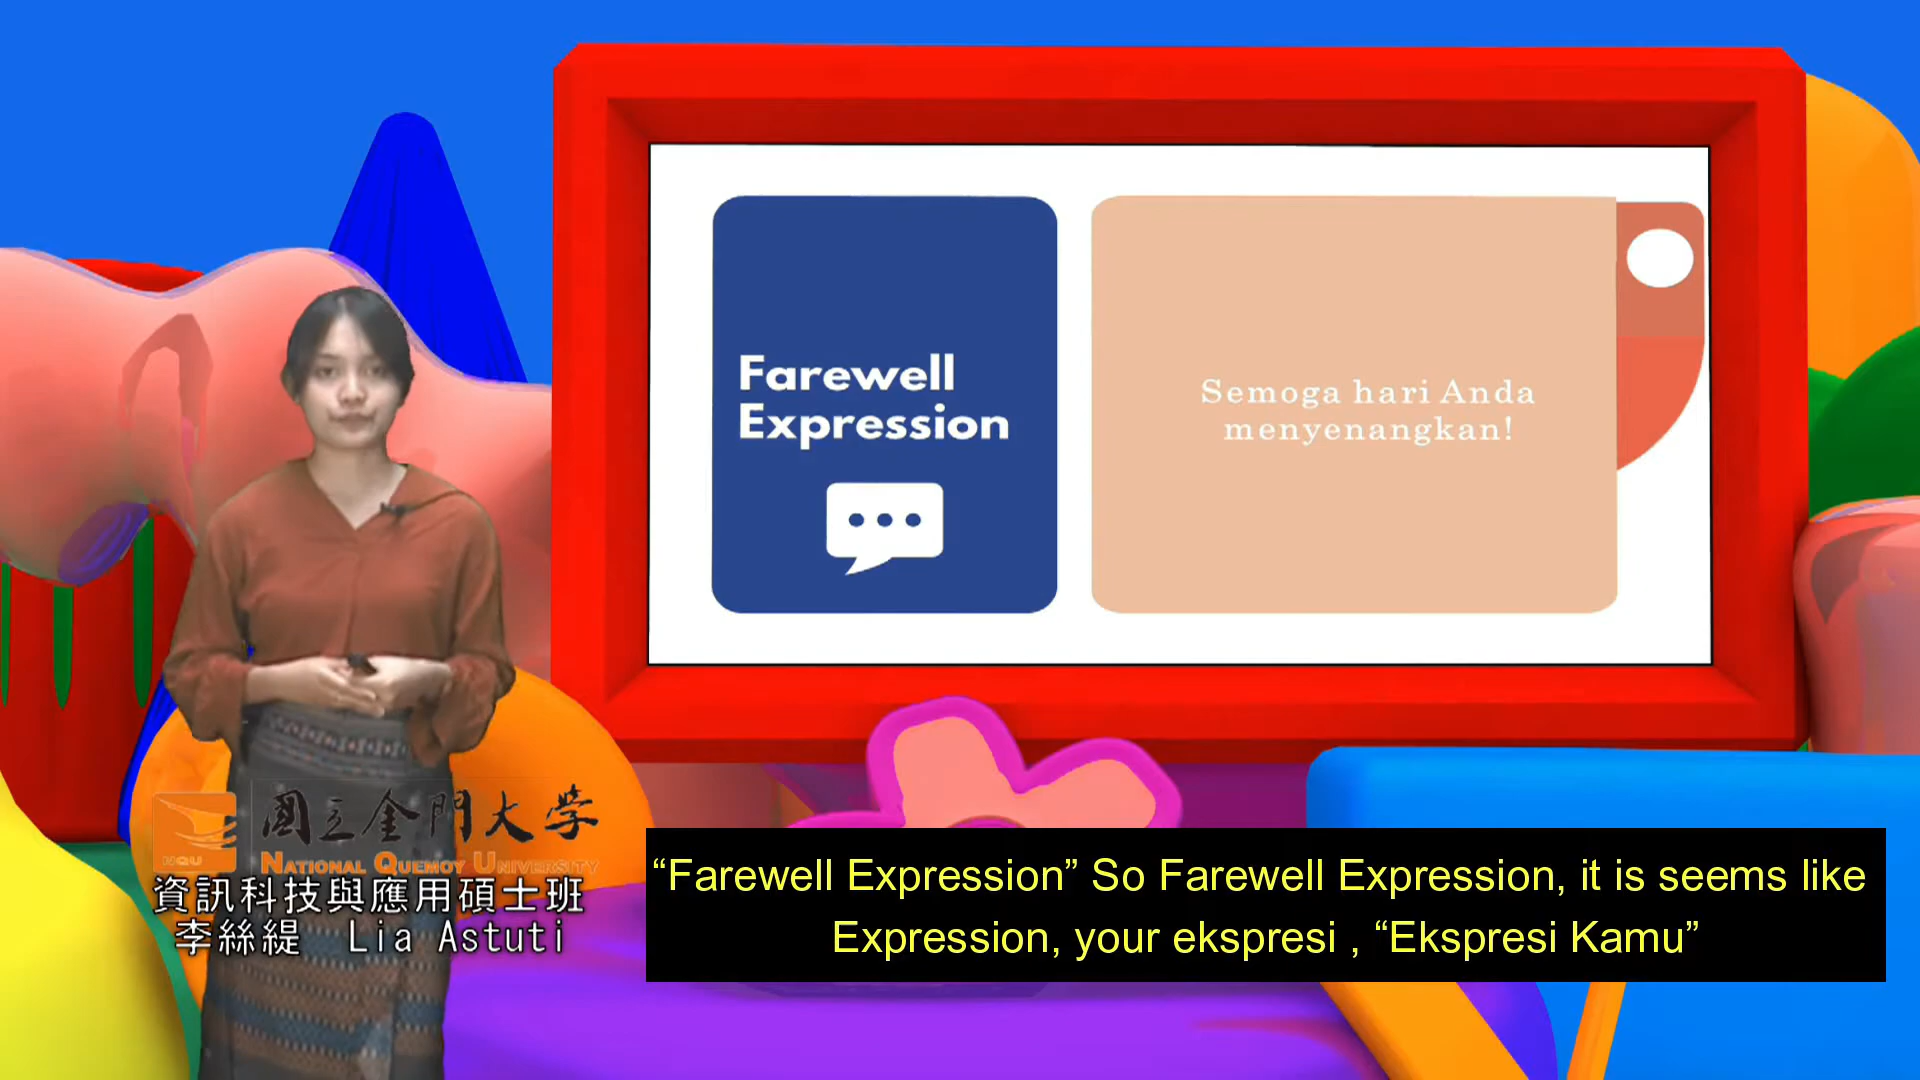 Farewell
Expression
Semoga hari Anda
menyenangkan!
國立金門大學
NQU
NATIONAL QUEMOY UNIVERSITY
資訊科技與應用碩士班
李絲緹 Lia Astuti
“Farewell Expression” So Farewell Expression, it is seems like
Expression, your ekspresi , “Ekspresi Kamu”